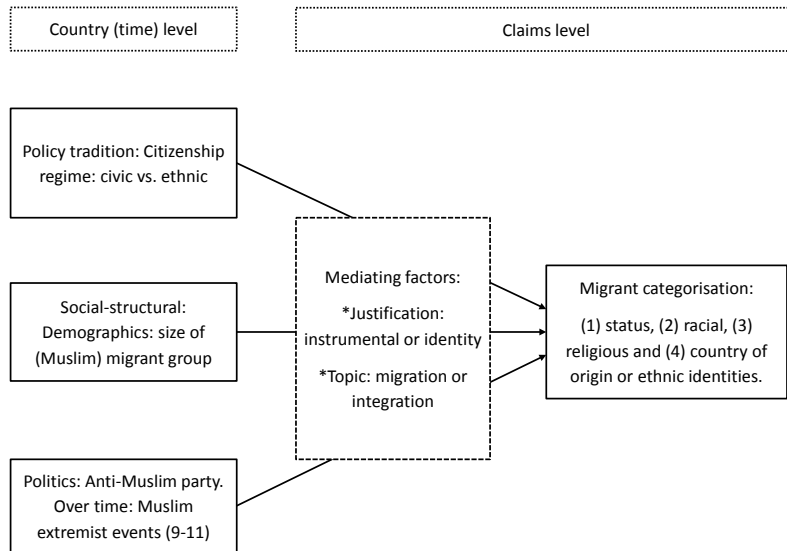 Country (time) level
Claims level
Policy tradition: Citizenship
regime: civic vs. ethnic
Social-structural:
Demographics: size of
(Muslim) migrant group
Politics: Anti-Muslim party.
Over time: Muslim
extremist events (9-11)
Mediating factors:
*Justification:
instrumental or identity
*Topic: migration or
integration
Migrant categorisation:
(1) status, (2) racial, (3)
religious and (4) country of
origin or ethnic identities.